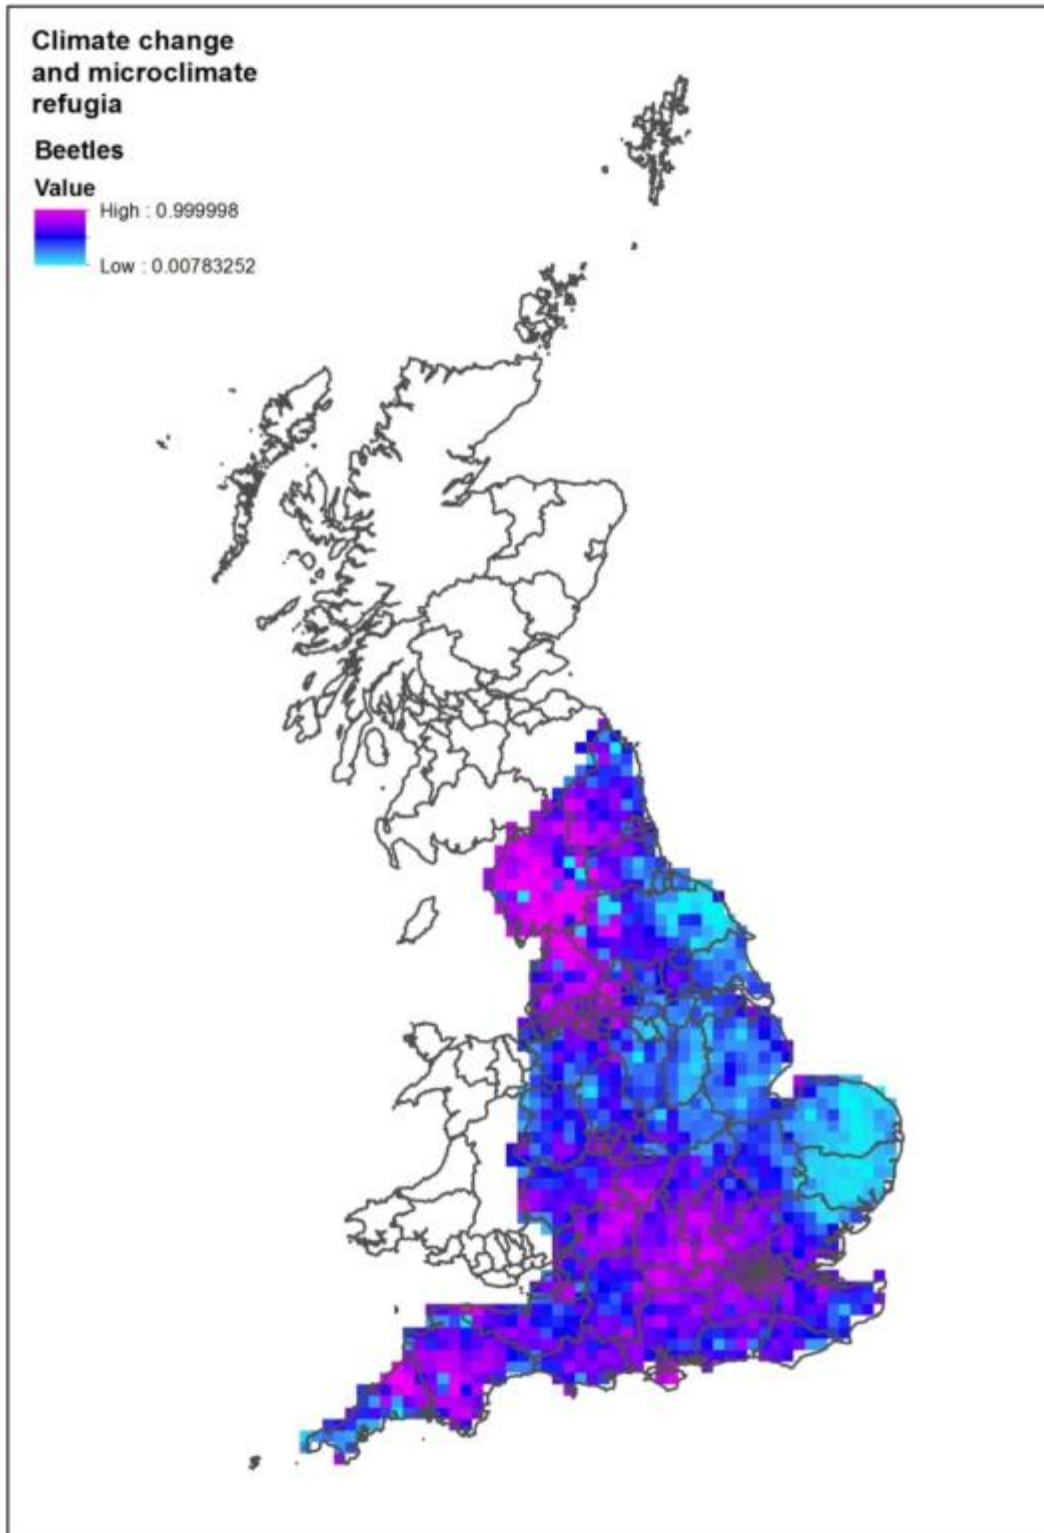 Climate change
and microclimate
refugia
Beetles
Value
High : 0.999998
Low : 0.00783252